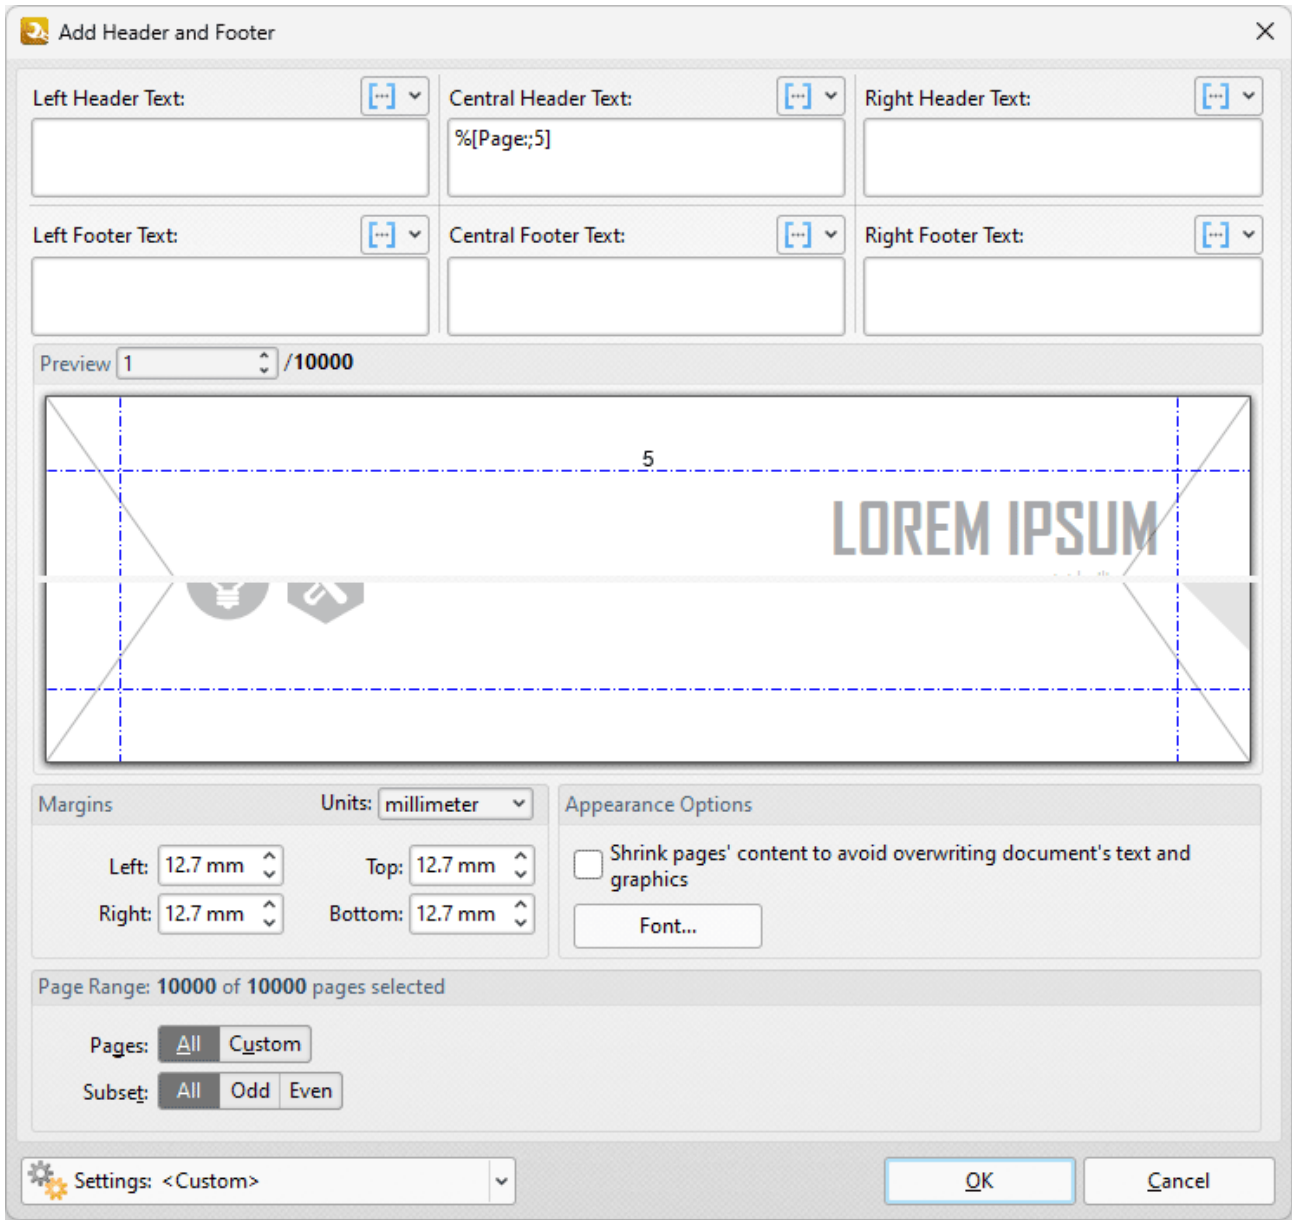 Add Header and Footer
Left Header Text:
Central Header Text:
Right Header Text:
%[Page:;5]
Left Footer Text:
Central Footer Text:
Right Footer Text:
Preview 1 /10000
5
LOREM IPSUM
Margins
Units: millimeter
Appearance Options
Left: 12.7 mm
Top: 12.7 mm
Shrink pages' content to avoid overwriting document's text and
graphics
Right: 12.7 mm
Bottom: 12.7 mm
Font...
Page Range: 10000 of 10000 pages selected
Pages: All Custom
Subset: All Odd Even
Settings: <Custom>
OK
Cancel